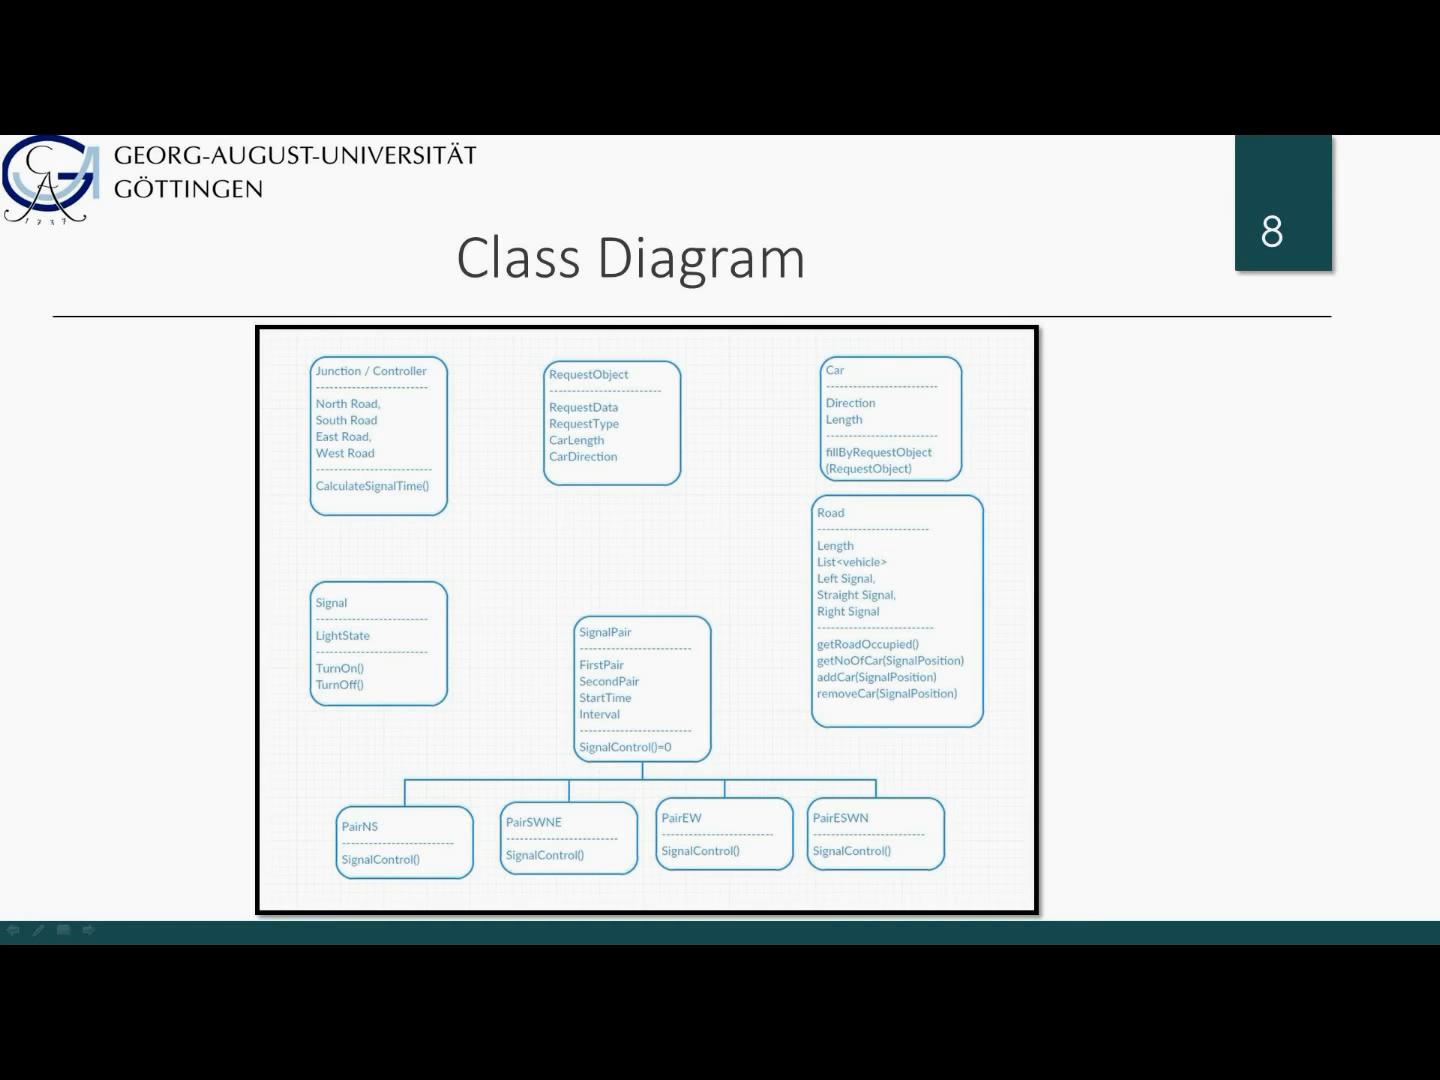 GEORG-AUGUST-UNIVERSITÄT
GÖTTINGEN
1737
8
Class Diagram
Junction / Controller
North Road,
South Road
East Road,
West Road
CalculateSignalTime()
RequestObject
RequestData
RequestType
CarLength
CarDirection
Car
Direction
Length
fillByRequestObject
(RequestObject)
Road
Length
List<vehicle>
Left Signal,
Straight Signal,
Right Signal
getRoadOccupied()
getNoOfCar(SignalPosition)
addCar(SignalPosition)
removeCar(SignalPosition)
Signal
LightState
TurnOn()
TurnOff()
SignalPair
FirstPair
SecondPair
StartTime
Interval
SignalControl()=0
PairNS
SignalControl()
PairSWNE
SignalControl()
PairEW
SignalControl()
PairESWN
SignalControl()